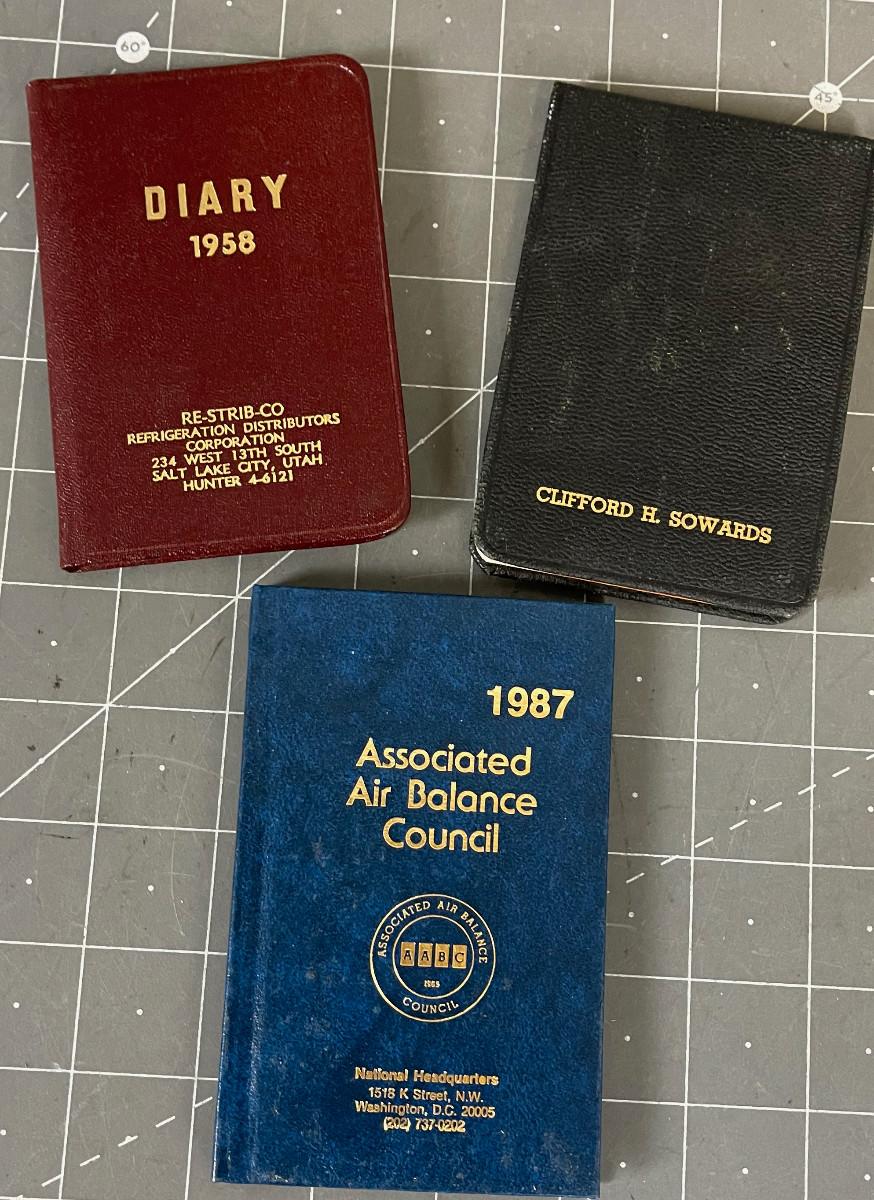 60°
45°
DIARY
1958
RE-STRIB-CO
REFRIGERATION DISTRIBUTORS
CORPORATION
234 WEST 13TH SOUTH
SALT LAKE CITY, UTAH
HUNTER 4-6121
CLIFFORD H. SOWARDS
1987
Associated
Air Balance
Council
ASSOCIATED AIR BALANCE
AABC
1965
COUNCIL
National Headquarters
1518 K Street, N.W.
Washington, D.C. 20005
(202) 737-0202